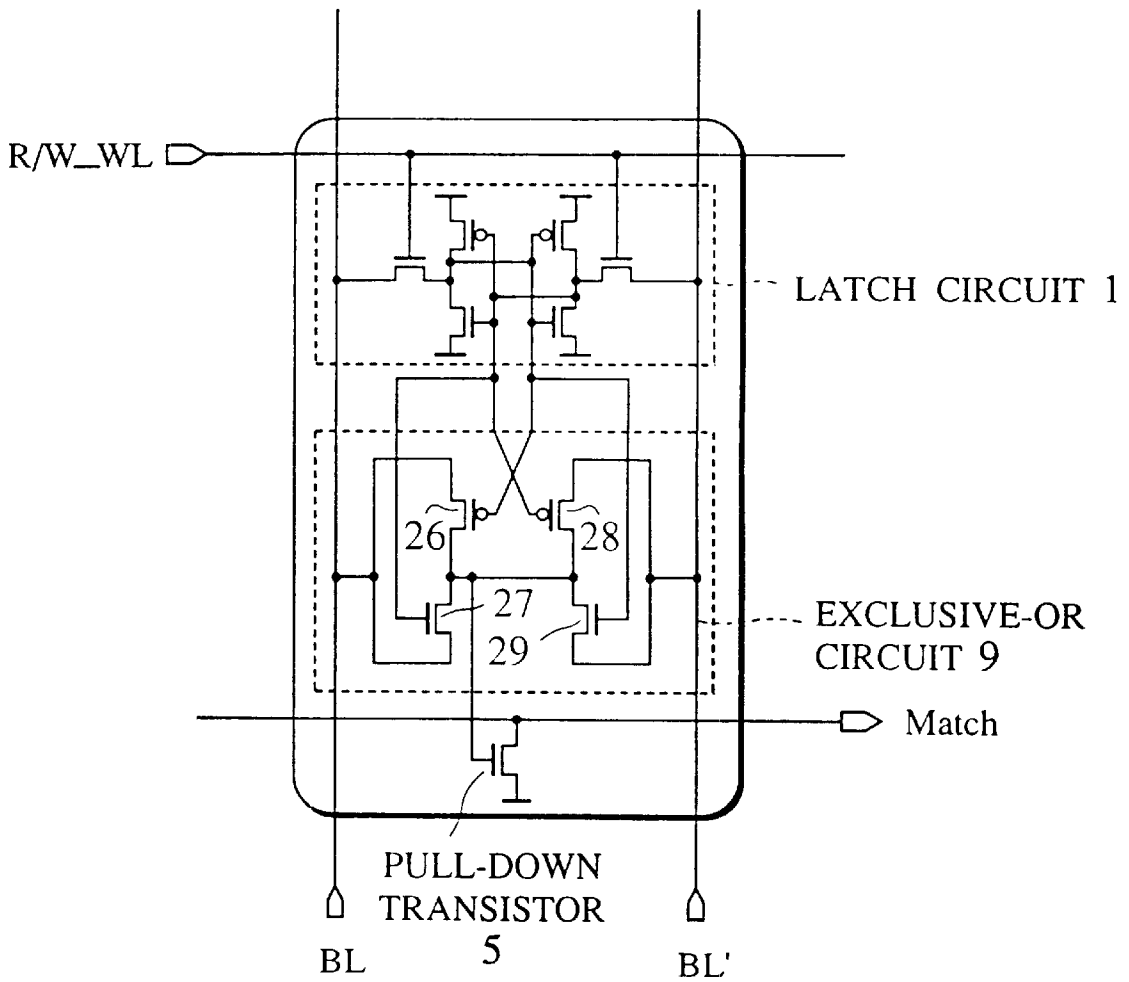 R/W_WL
LATCH CIRCUIT 1
26
28
27
29
EXCLUSIVE-OR
CIRCUIT 9
Match
PULL-DOWN
TRANSISTOR
5
BL
BL'